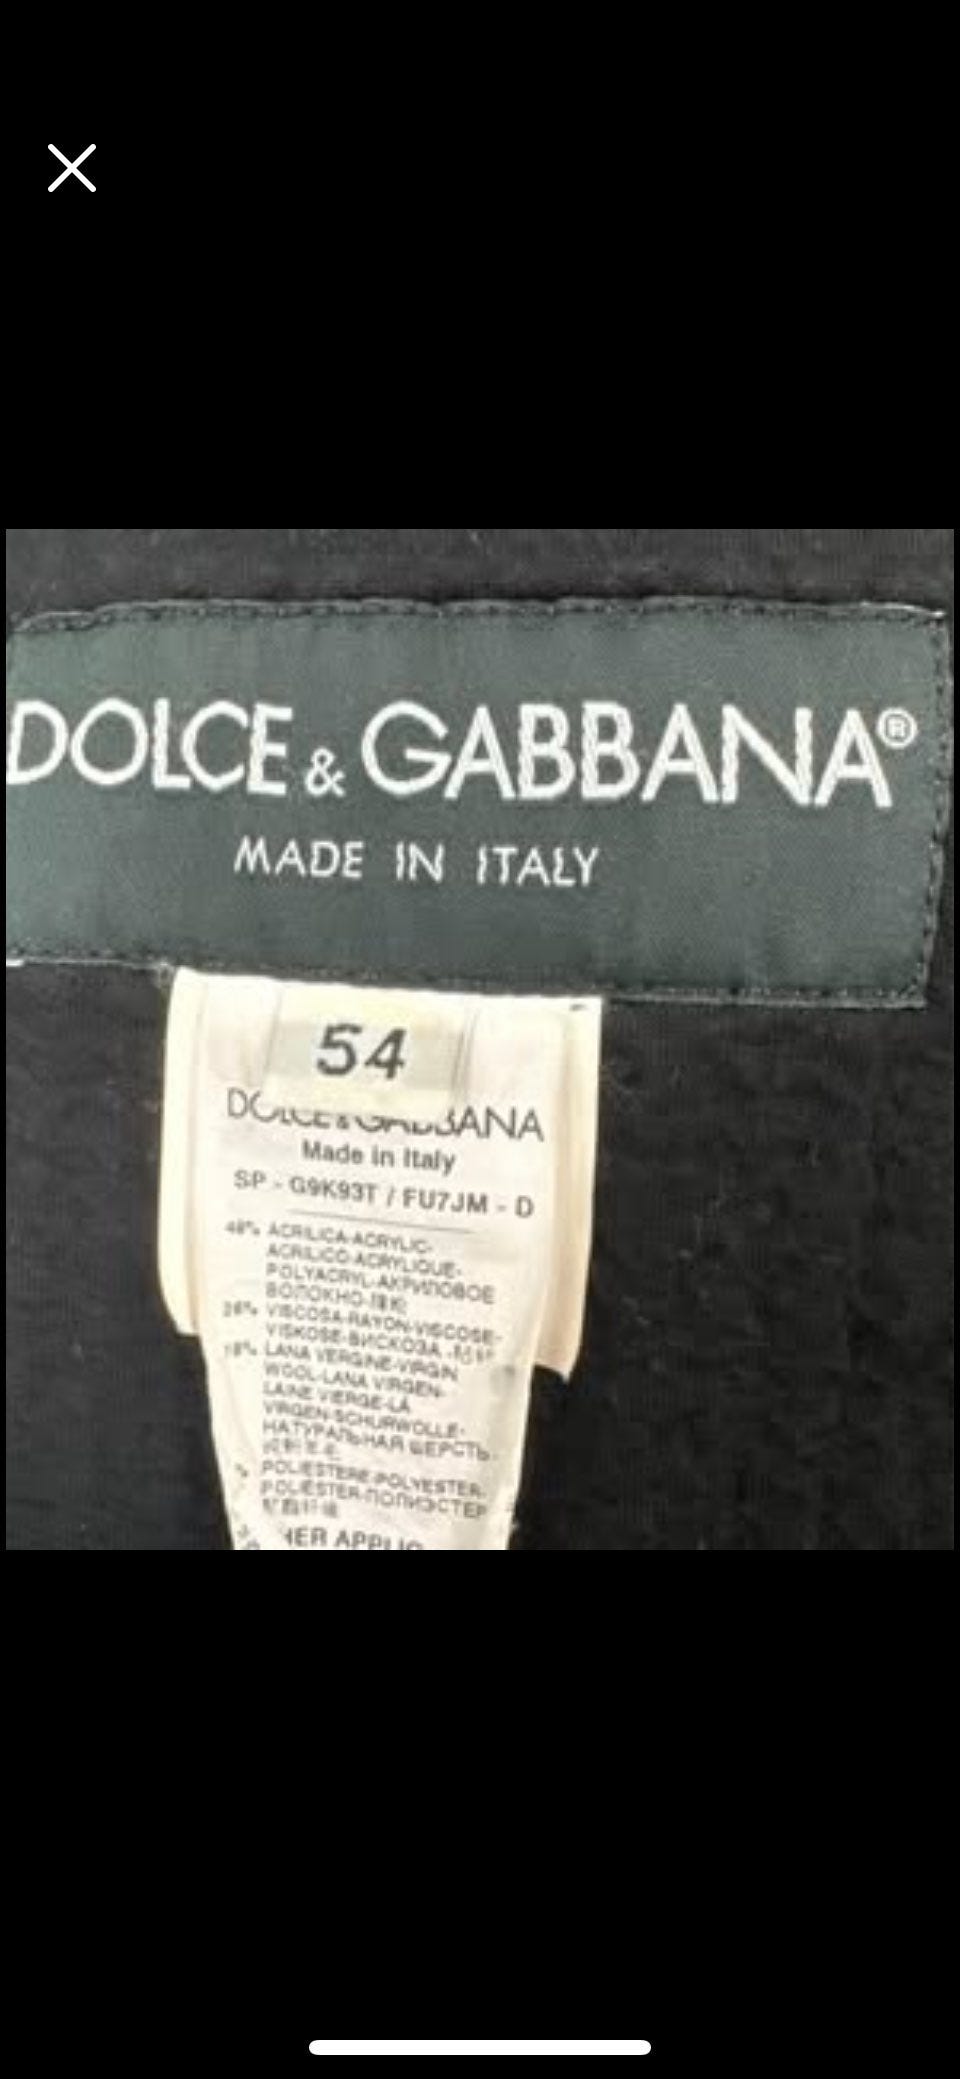 DOLCE & GABBANA®
MADE IN ITALY
54
DOLCE & GABBANA
Made in Italy
SP - G9K93T / FU7JM - D
ACRILICA-ACRYLIC-
ACRILICO-ACRYLIQUE-
POLYACRYL-АКРИЛОВОЕ
ВОЛОКНО-
VISCOSA-RAYON-VISCOSE-
VISKOSE-ВИСКОЗА-
LANA VERGINE-VIRGIN
WOOL-LANA VIRGEN-
LAINE VIERGE-LÃ
VIRGEN-SCHURWOLLE-
НАТУРАЛЬНАЯ ШЕРСТЬ-
POLIESTERE-POLYESTER-
POLIÉSTER-ПОЛИЭСТЕР